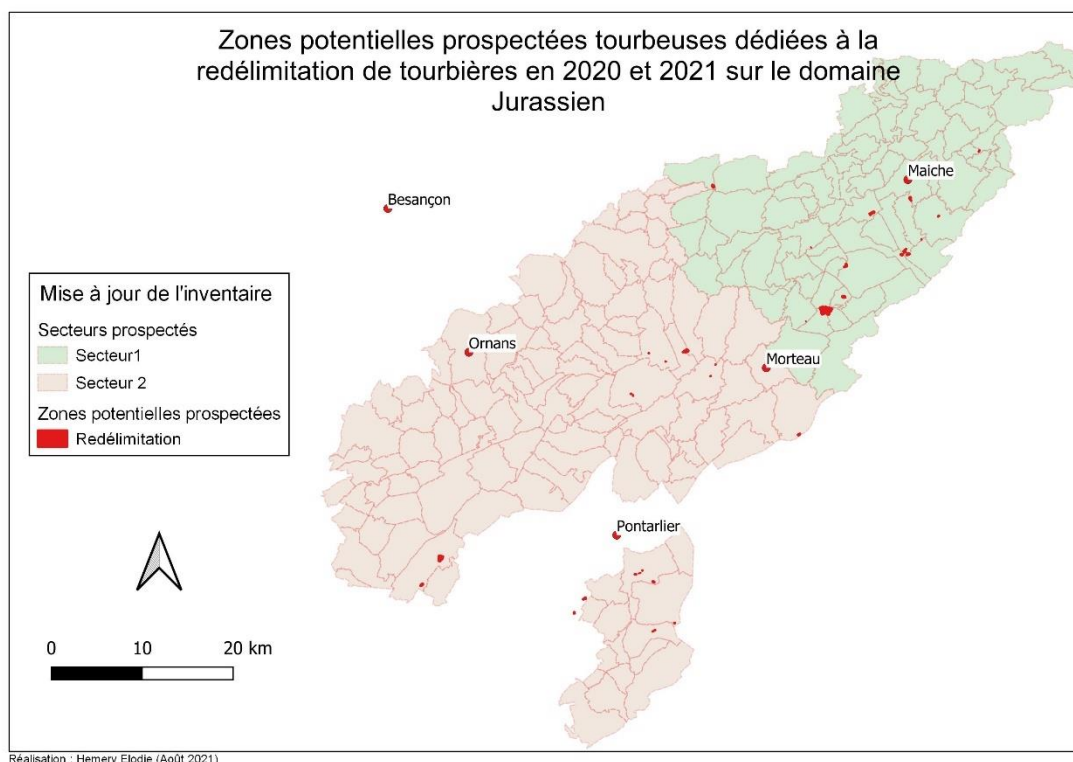 Zones potentielles prospectées tourbeuses dédiées à la
redélimitation de tourbières en 2020 et 2021 sur le domaine
Jurassien
Maiche
Besançon
Mise à jour de l'inventaire
Secteurs prospectés
Secteur1
Secteur 2
Zones potentielles prospectées
Redélimitation
Ornans
Morteau
Pontarlier
0 10 20 km
Réalisation : Hemery Elodie (Août 2021)